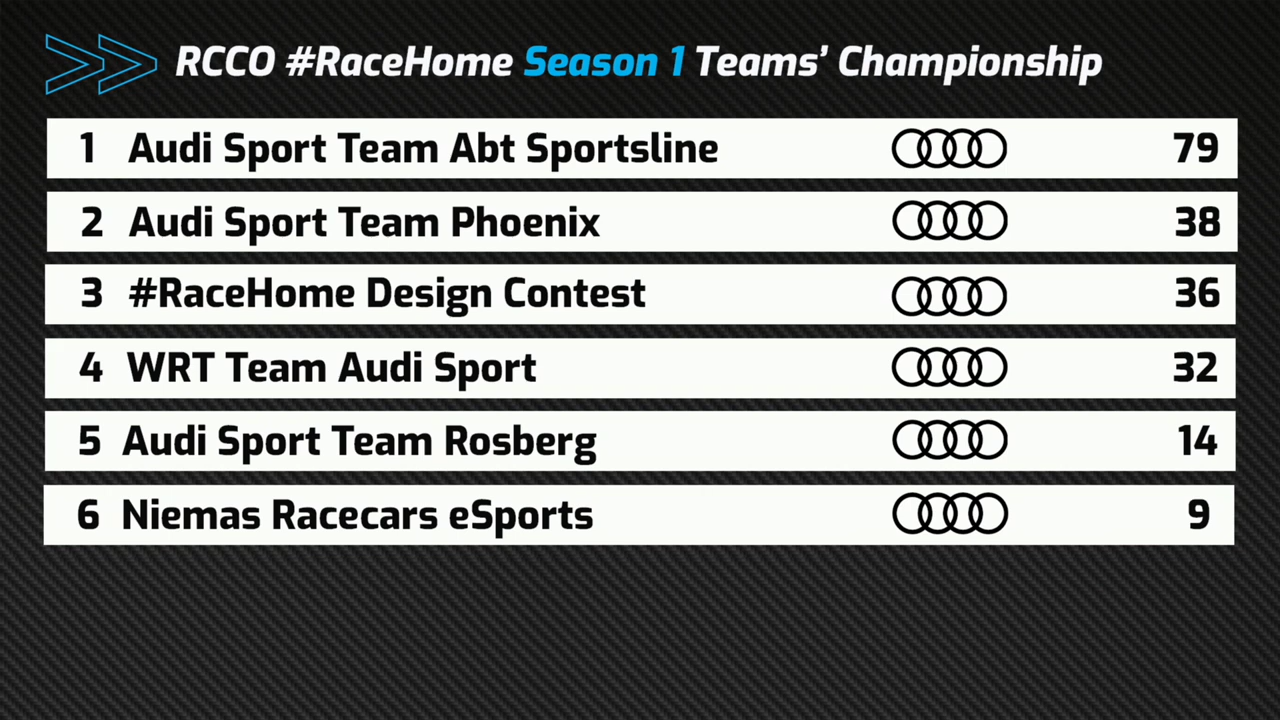 RCCO #RaceHome Season 1 Teams’ Championship
1 Audi Sport Team Abt Sportsline 79
2 Audi Sport Team Phoenix 38
3 #RaceHome Design Contest 36
4 WRT Team Audi Sport 32
5 Audi Sport Team Rosberg 14
6 Niemas Racecars eSports 9